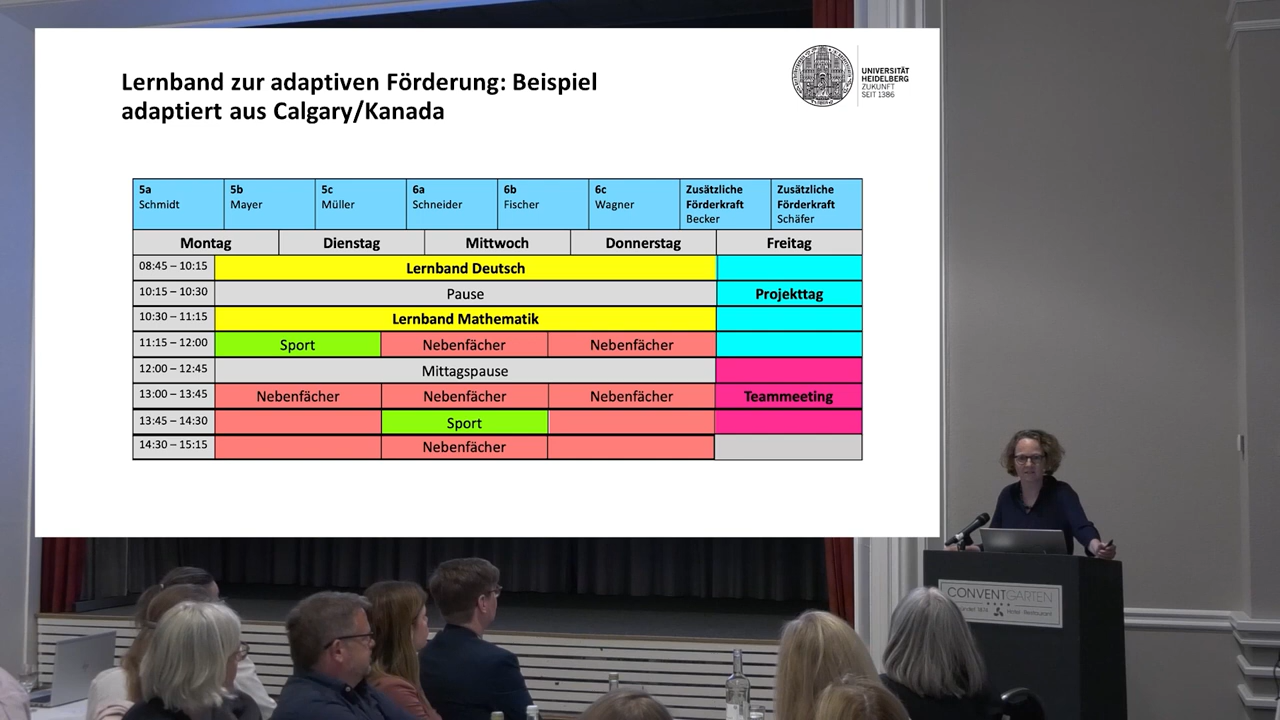 Lernband zur adaptiven Förderung: Beispiel
adaptiert aus Calgary/Kanada
UNIVERSITÄT
HEIDELBERG
ZUKUNFT
SEIT 1386
5a
Schmidt
5b
Mayer
5c
Müller
6a
Schneider
6b
Fischer
6c
Wagner
Zusätzliche
Förderkraft
Becker
Zusätzliche
Förderkraft
Schäfer
Montag Dienstag Mittwoch Donnerstag Freitag
08:45 – 10:15 Lernband Deutsch
10:15 – 10:30 Pause Projekttag
10:30 – 11:15 Lernband Mathematik
11:15 – 12:00 Sport Nebenfächer Nebenfächer
12:00 – 12:45 Mittagspause
13:00 – 13:45 Nebenfächer Nebenfächer Nebenfächer Teammeeting
13:45 – 14:30 Sport
14:30 – 15:15 Nebenfächer
CONVENTGARTEN
Hotel · Restaurant